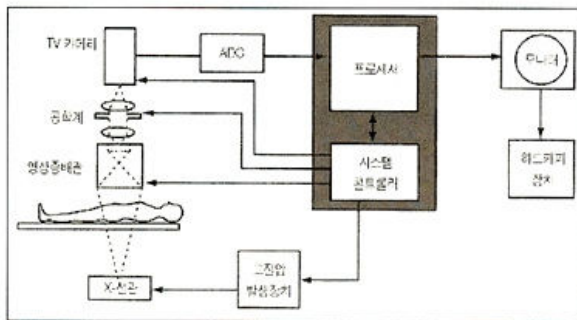 TV 카메라
ADC
프로세서
모니터
광학계
영상증배관
시스템
콘트롤러
하드카피
장치
X-선관
고전압
발생장치